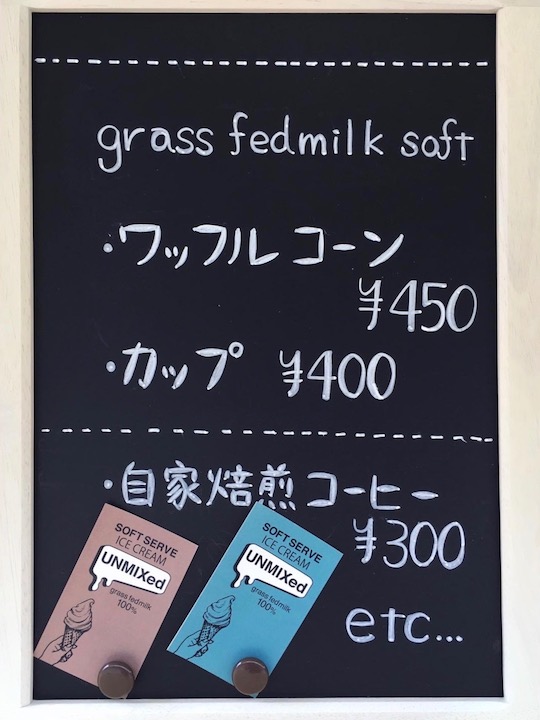 grass fedmilk soft
・ワッフルコーン
¥450
・カップ ¥400
・自家焙煎コーヒー
¥300
etc...
SOFT SERVE
ICE CREAM
UNMIXed
grass fedmilk
100%
SOFT SERVE
ICE CREAM
UNMIXed
grass fedmilk
100%